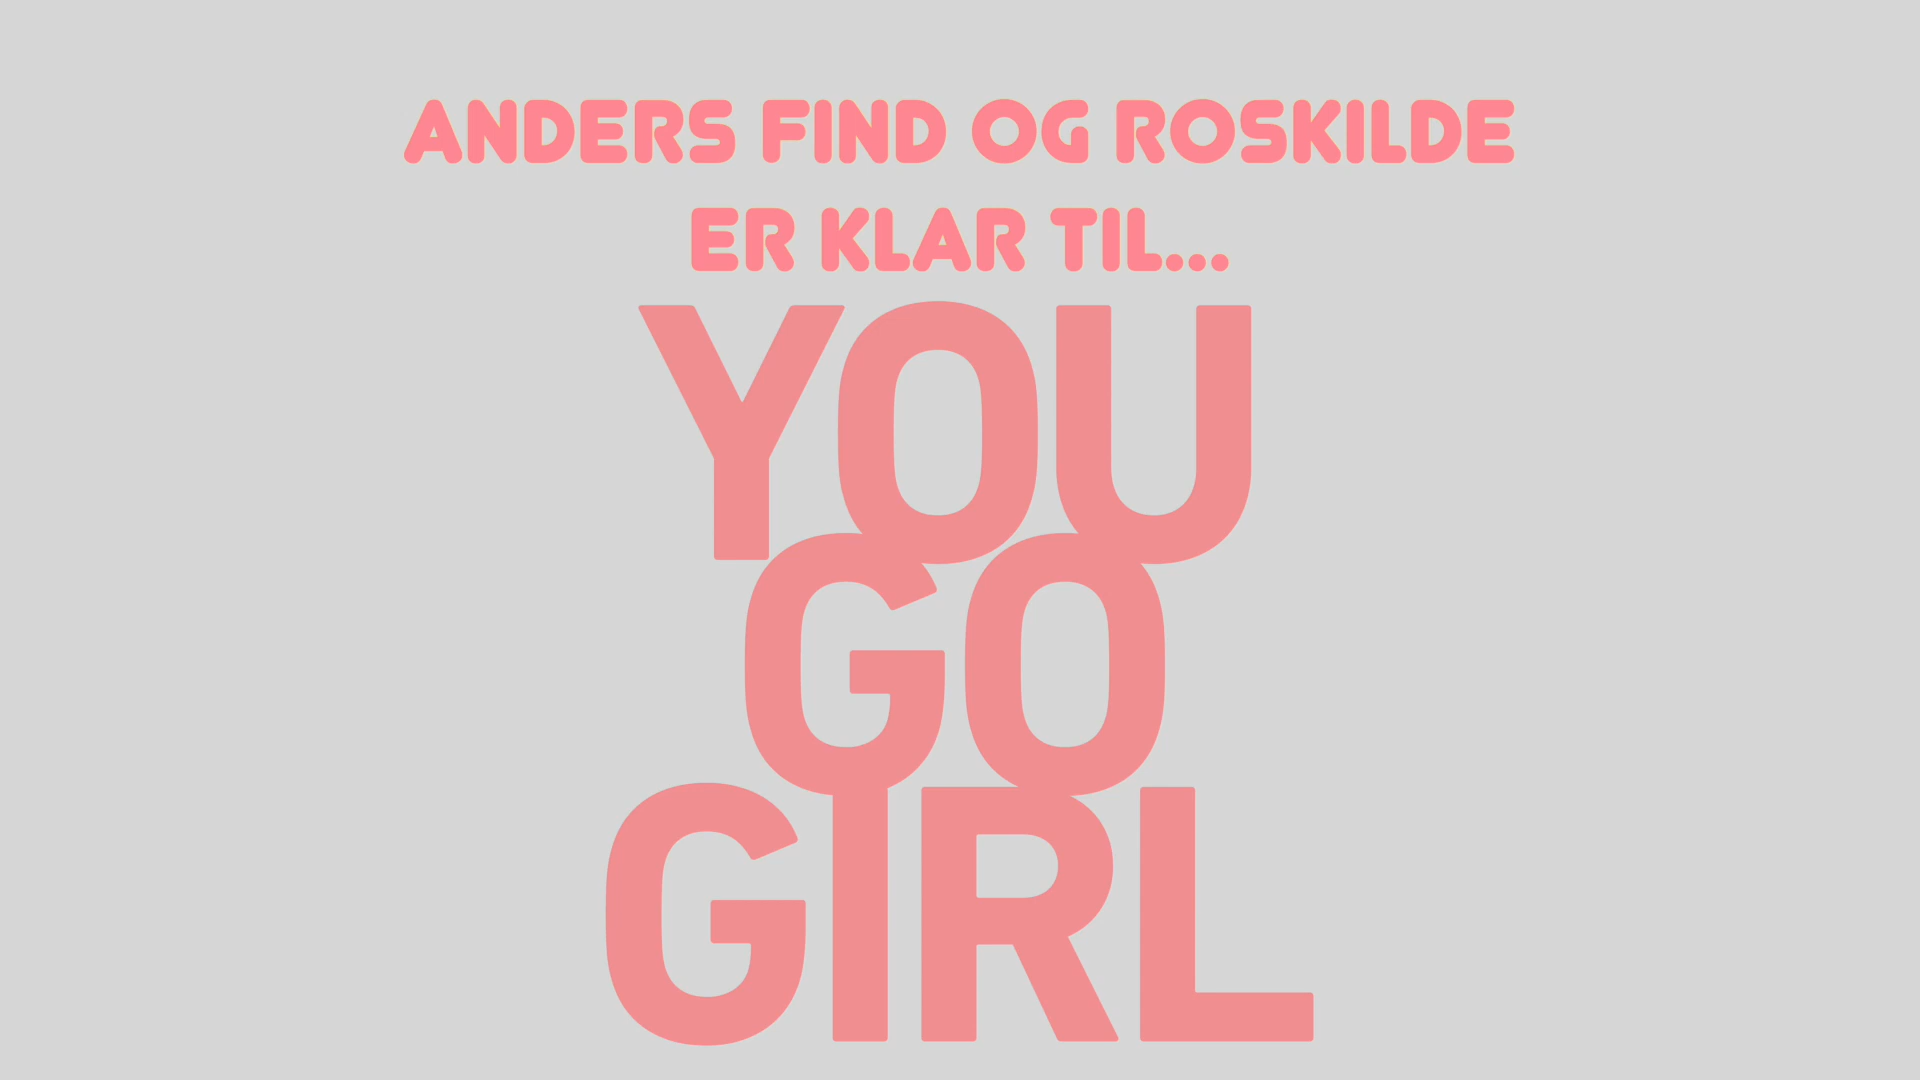 ANDERS FIND OG ROSKILDE
ER KLAR TIL...
YOU
GO
GIRL